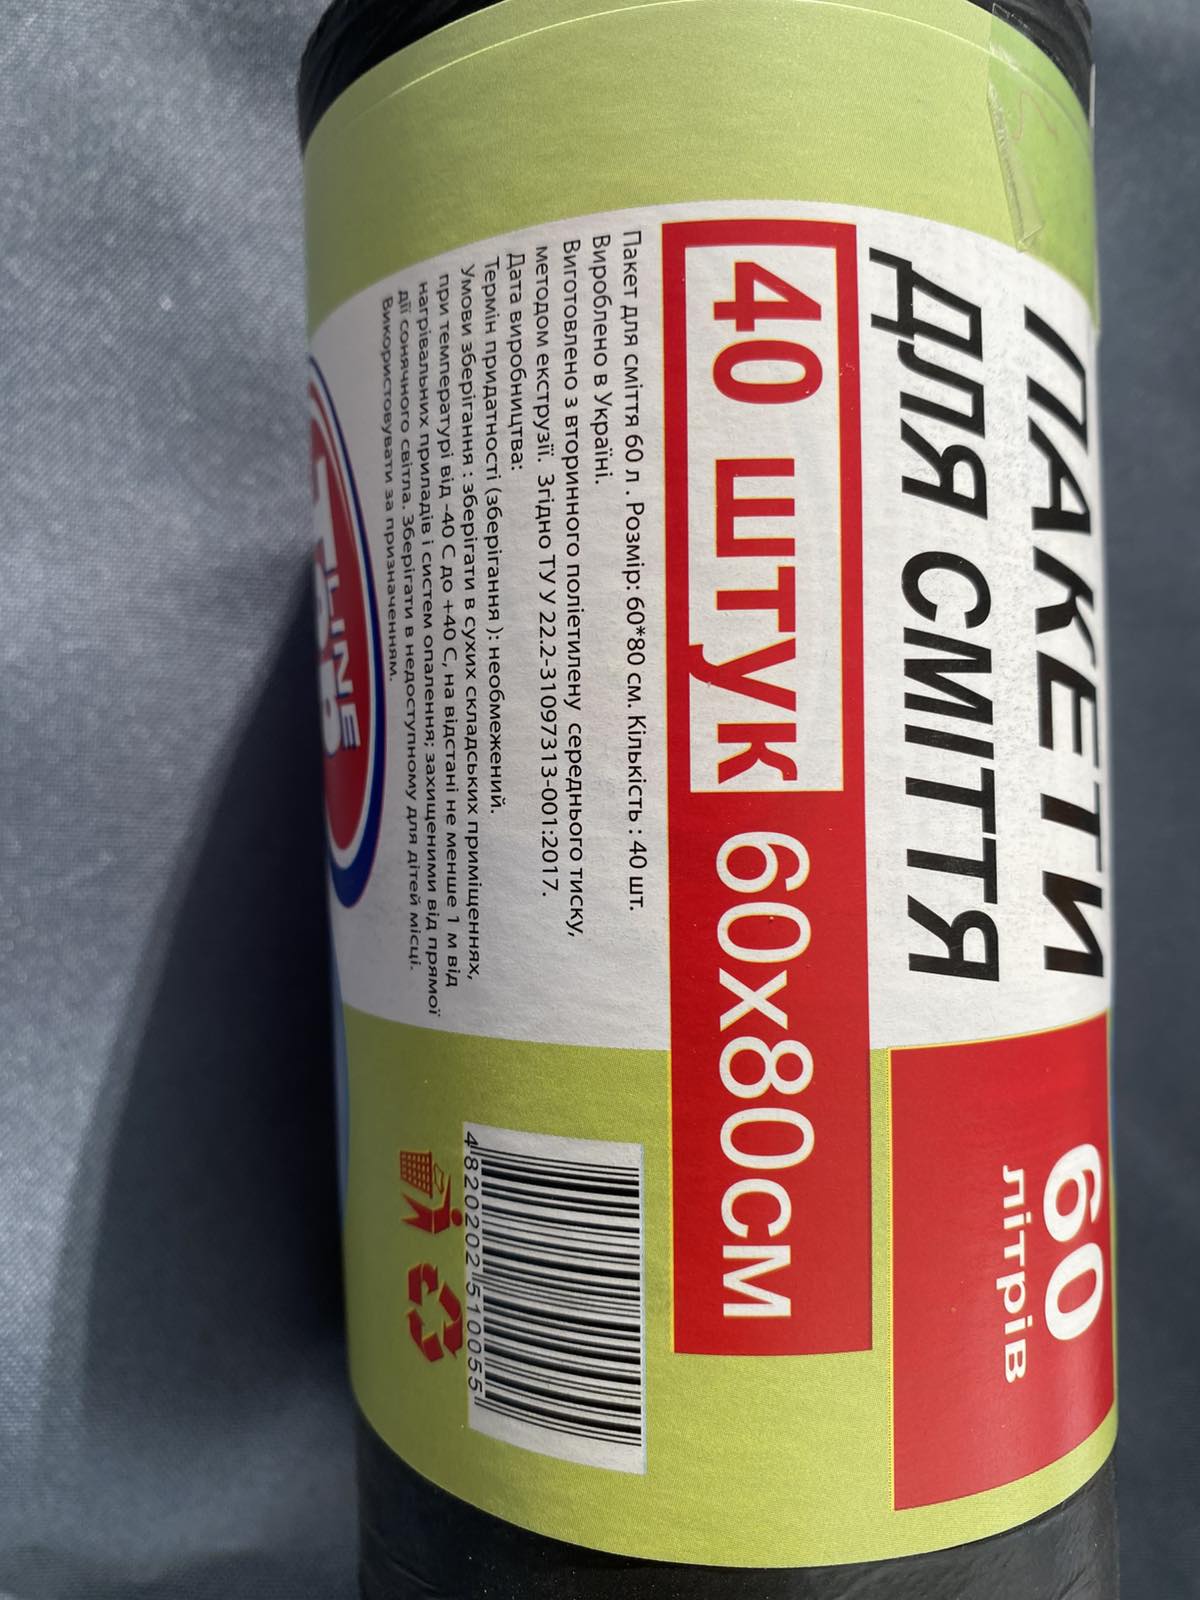 ПАКЕТИ
ДЛЯ СМІТТЯ
60
літрів
40 штук 60х80см
Пакет для сміття 60 л . Розмір: 60*80 см. Кількість : 40 шт.
Вироблено в Україні.
Виготовлено з вторинного поліетилену середнього тиску,
методом екструзії. Згідно ТУ У 22.2-31097313-001:2017.
Дата виробництва:
Термін придатності (зберігання ): необмежений.
Умови зберігання : зберігати в сухих складських приміщеннях,
при температурі від -40 С до +40 С, на відстані не менше 1 м від
нагрівальних приладів і систем опалення; захищеними від прямої
дії сонячного світла. Зберігати в недоступному для дітей місці.
Використовувати за призначенням.
4820202510055
LINE